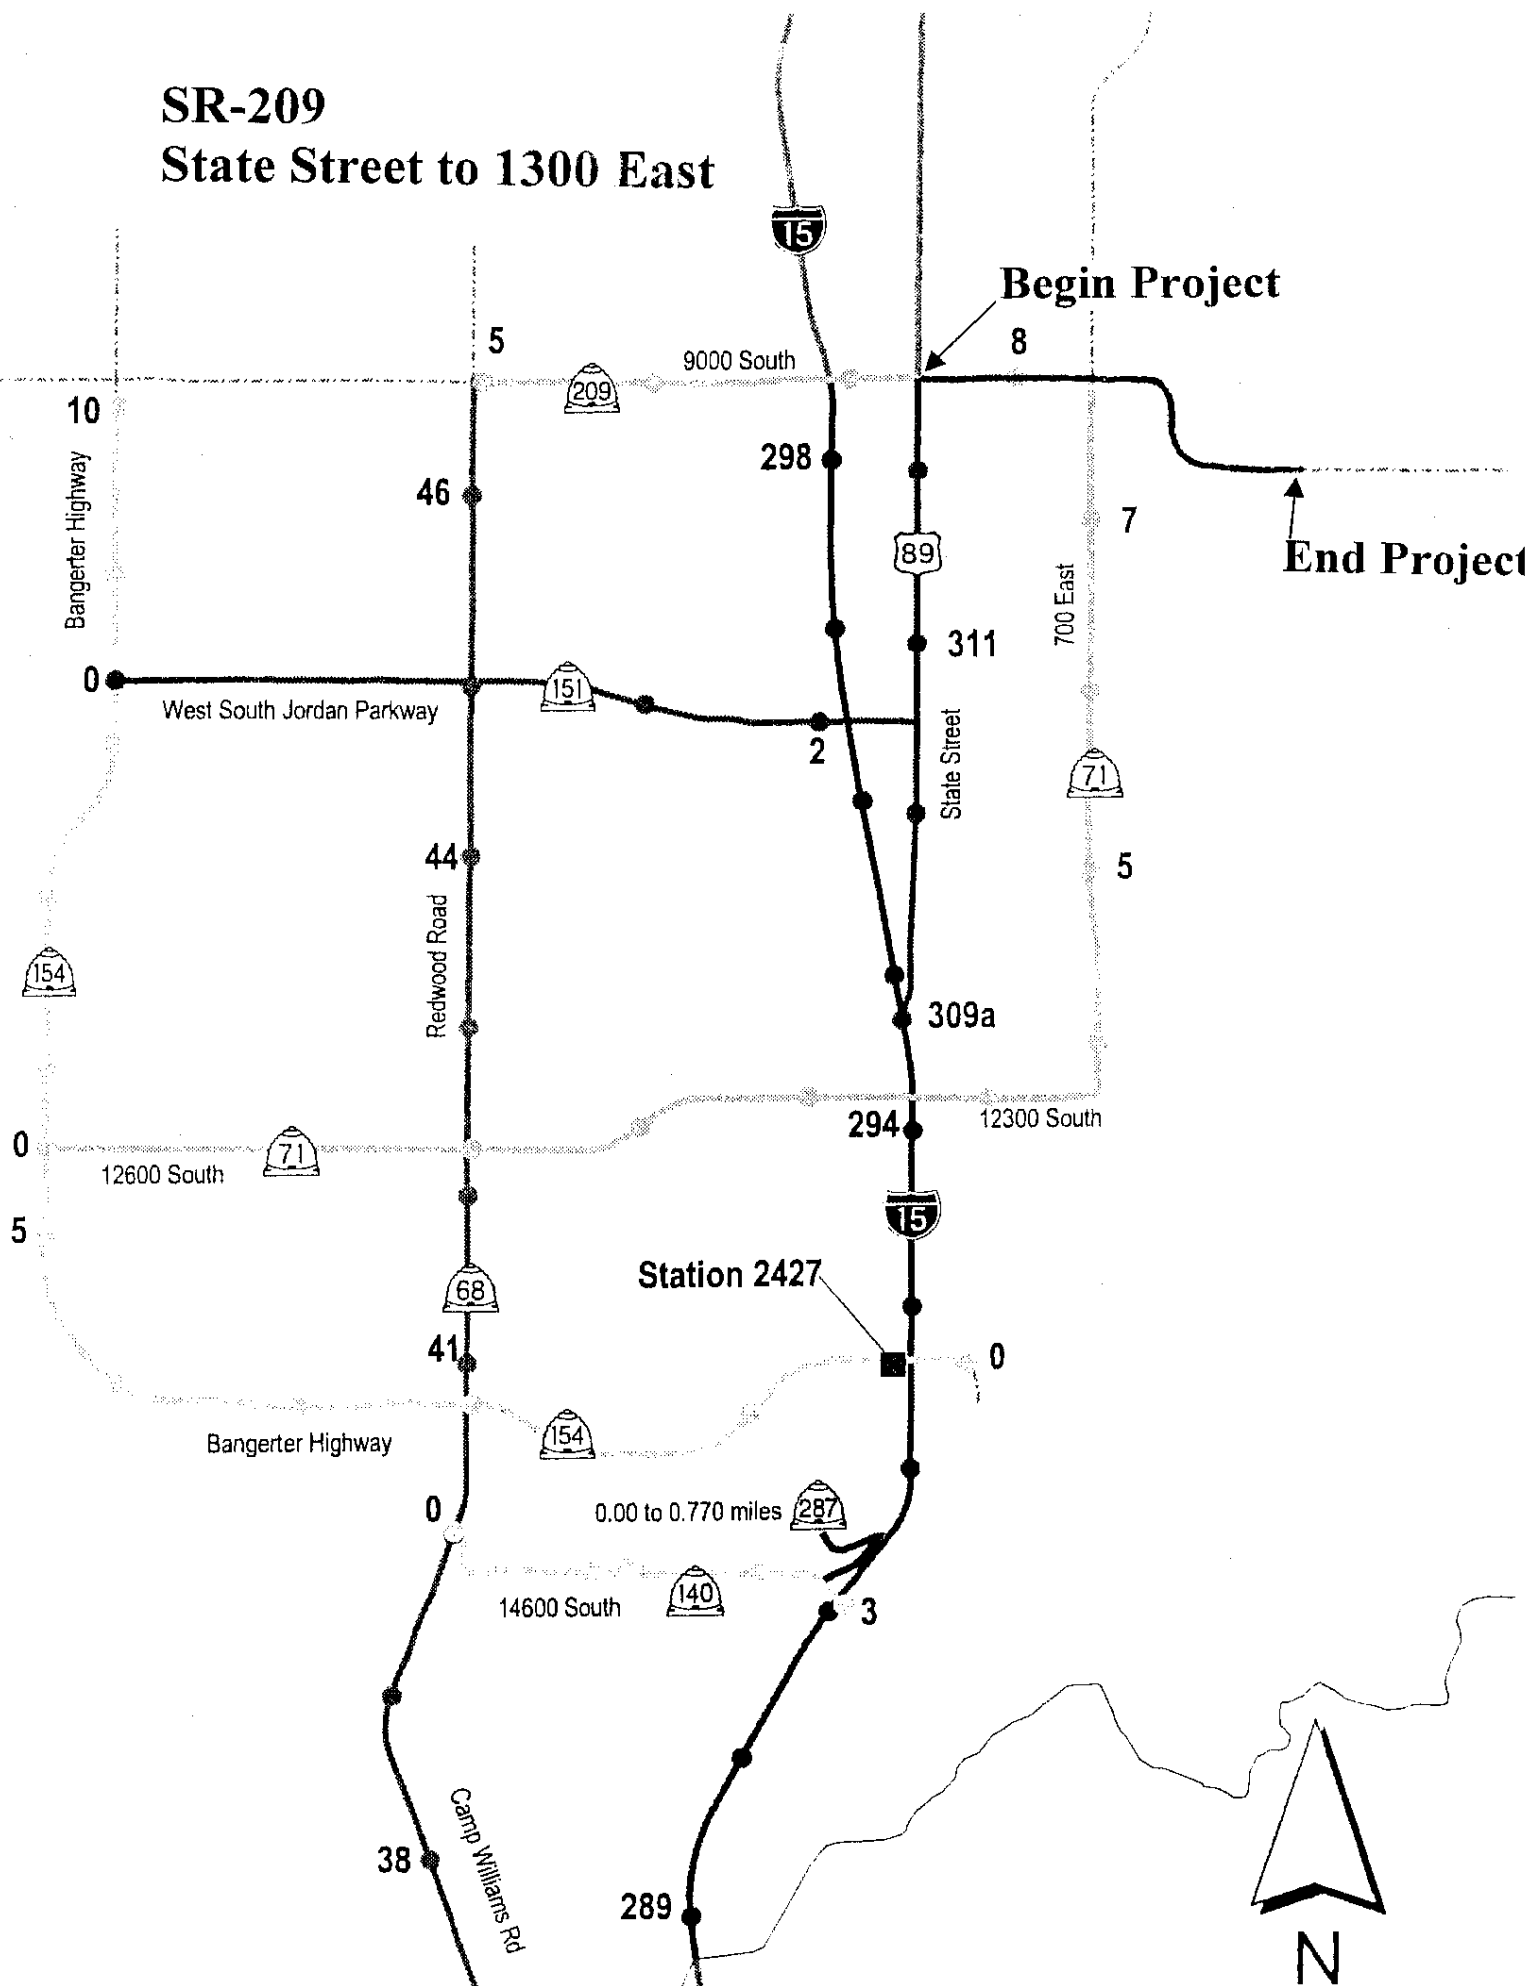 SR-209
State Street to 1300 East
15
Begin Project
5
9000 South
8
209
10
298
46
Bangerter Highway
89
7
End Project
700 East
311
0
151
West South Jordan Parkway
2
State Street
71
44
5
Redwood Road
154
309a
294
12300 South
0
71
12600 South
5
15
Station 2427
68
41
0
154
Bangerter Highway
0
0.00 to 0.770 miles
287
14600 South
140
3
Camp Williams Rd
38
289
N